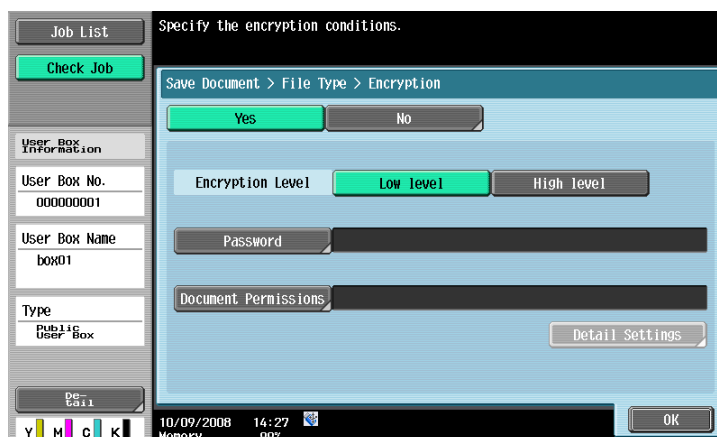 Job List
Specify the encryption conditions.
Check Job
Save Document > File Type > Encryption
Yes
No
User Box
Information
User Box No.
000000001
Encryption Level
Low level
High level
User Box Name
box01
Password
Document Permissions
Type
Public
User Box
Detail Settings
De-
tail
10/09/2008 14:27
OK
Y M C K
Memory 00%